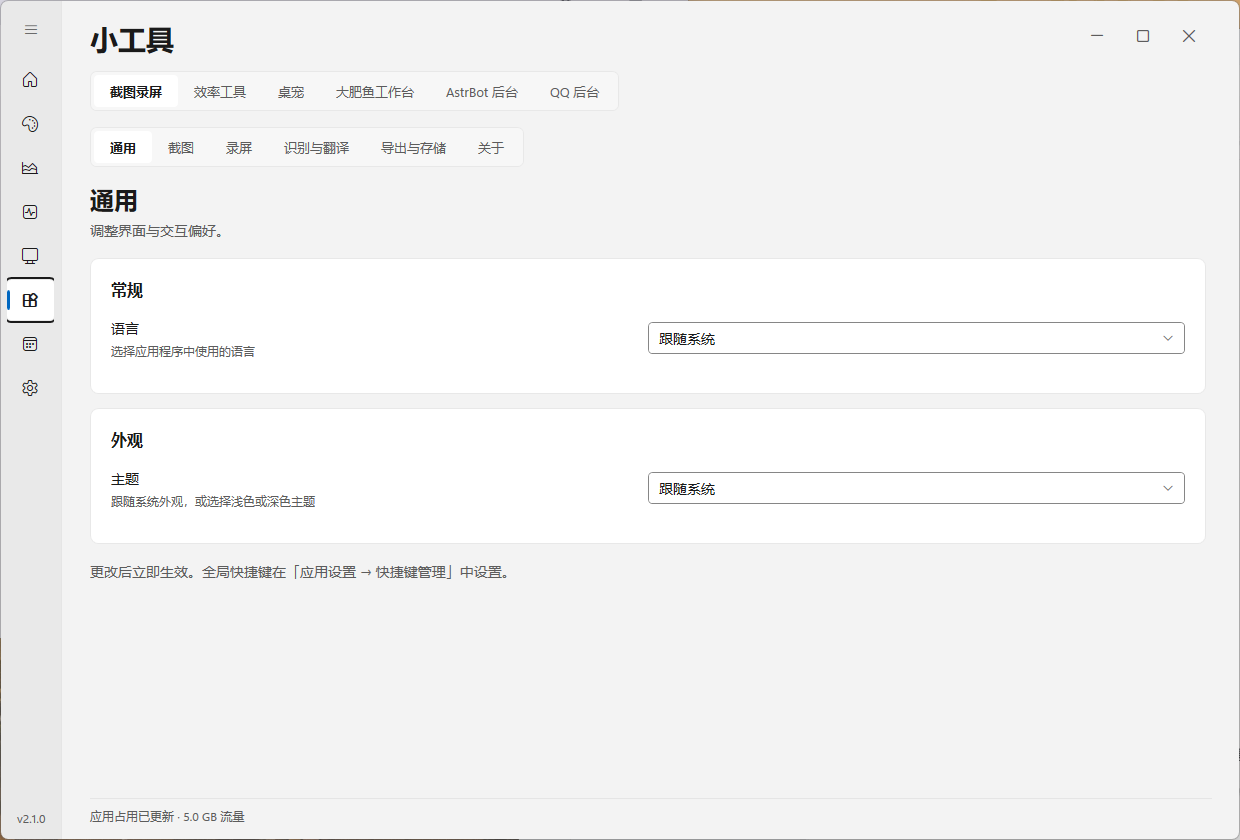 小工具
截图录屏 效率工具 桌宠 大肥鱼工作台 AstrBot 后台 QQ 后台
通用 截图 录屏 识别与翻译 导出与存储 关于
通用
调整界面与交互偏好。
常规
语言
选择应用程序中使用的语言
跟随系统
外观
主题
跟随系统外观，或选择浅色或深色主题
跟随系统
更改后立即生效。全局快捷键在「应用设置 → 快捷键管理」中设置。
v2.1.0
应用占用已更新 · 5.0 GB 流量